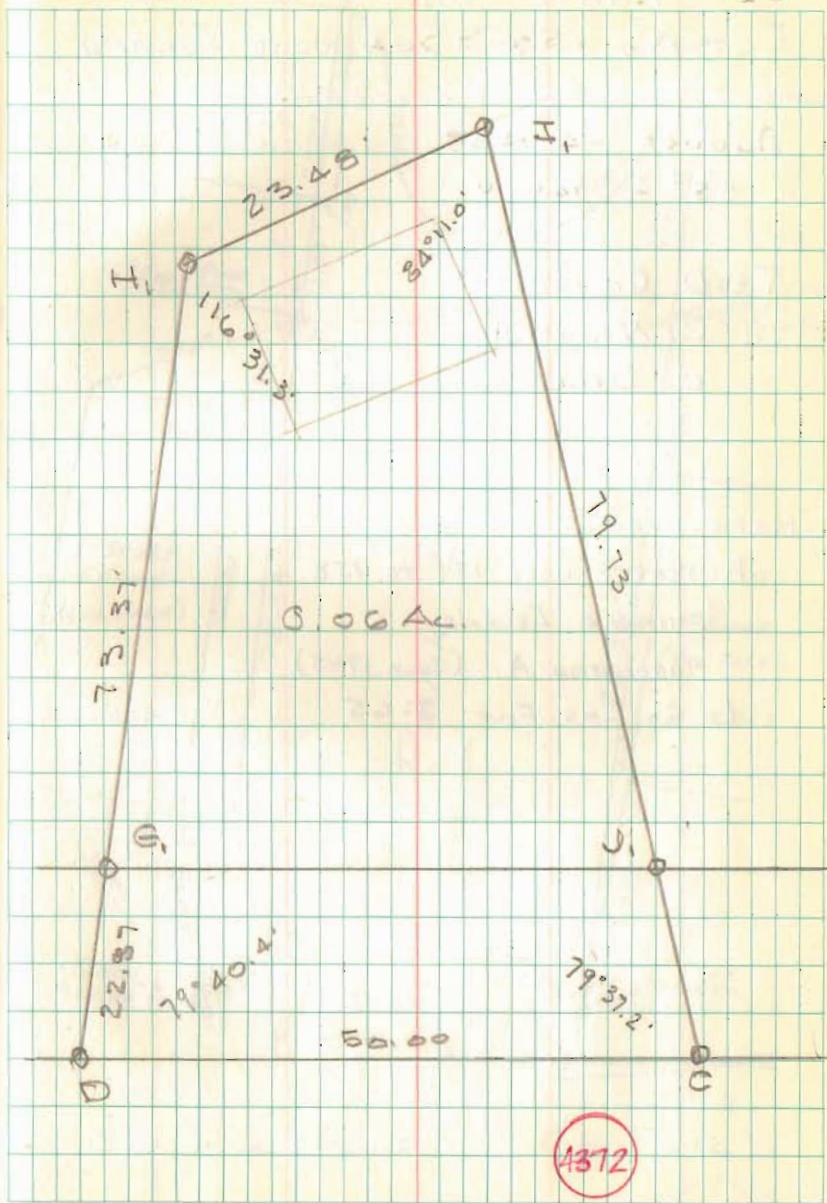 I,
23.48'
H,
84°11.0'
116°31.3'
79.73
73.37'
0.06 Ac.
G,
J,
22.87
79°40.4'
79°37.2'
50.00
D
C
4372